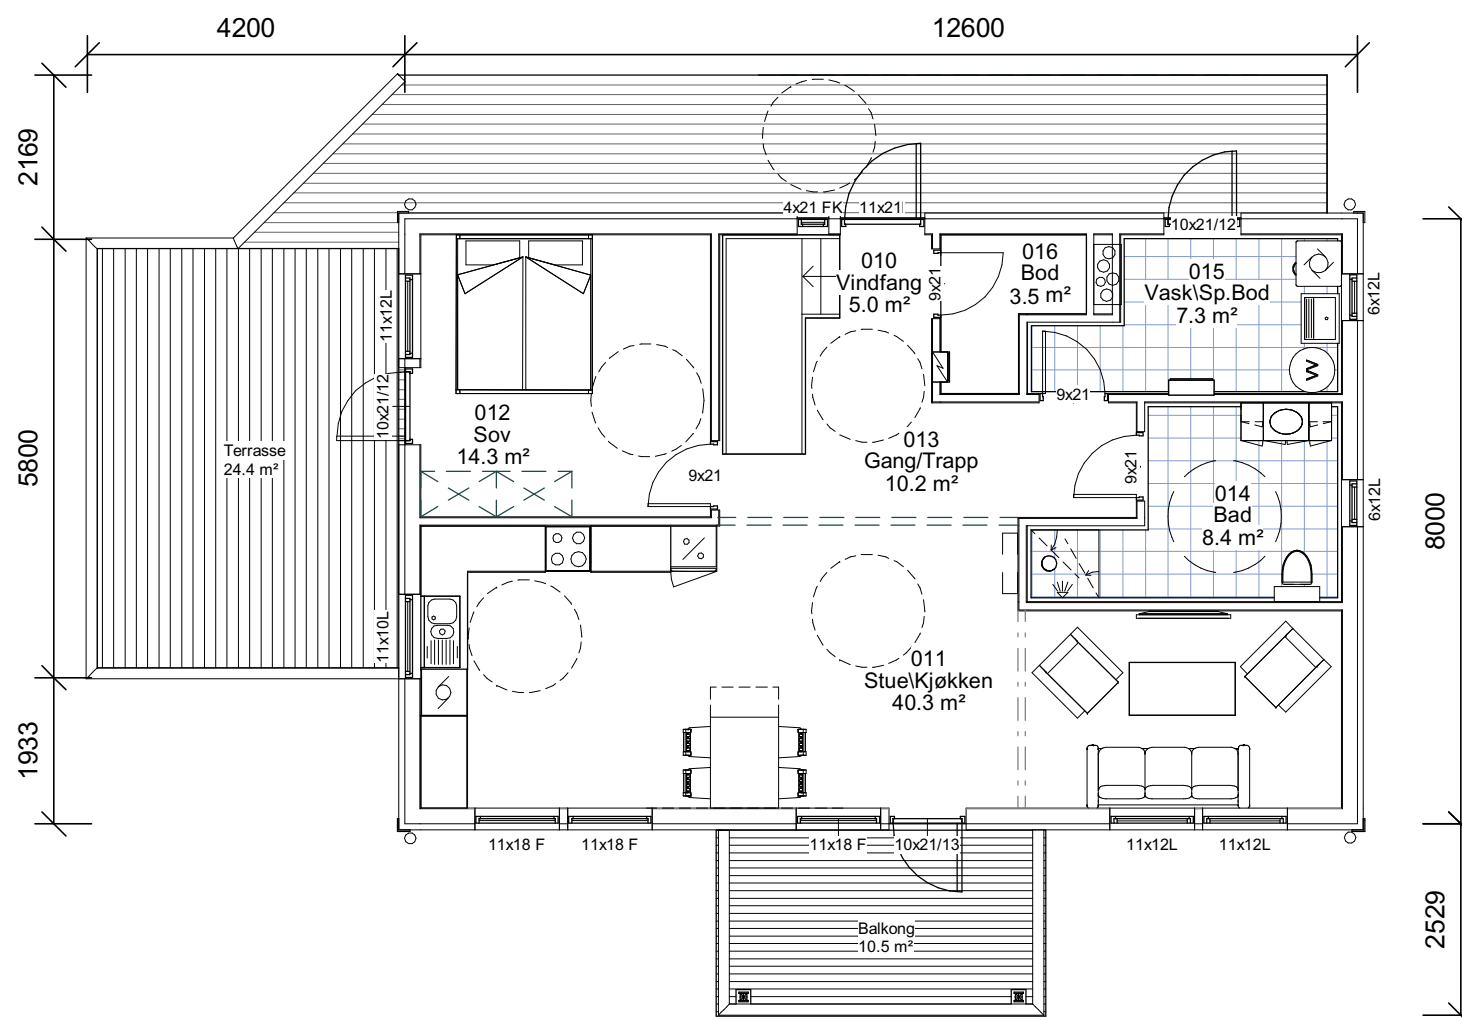 4200
12600
2169
4x21 FK
11x21
10x21/12
010
Vindfang
5.0 m²
016
Bod
3.5 m²
015
Vask\Sp.Bod
7.3 m²
9x21
11x12L
6x12L
W
10x21/12
9x21
012
Sov
14.3 m²
013
Gang/Trapp
10.2 m²
5800
Terrasse
24.4 m²
9x21
9x21
014
Bad
8.4 m²
6x12L
8000
11x10L
011
Stue\Kjøkken
40.3 m²
1933
11x18 F
11x18 F
11x18 F
10x21/13
11x12L
11x12L
Balkong
10.5 m²
2529